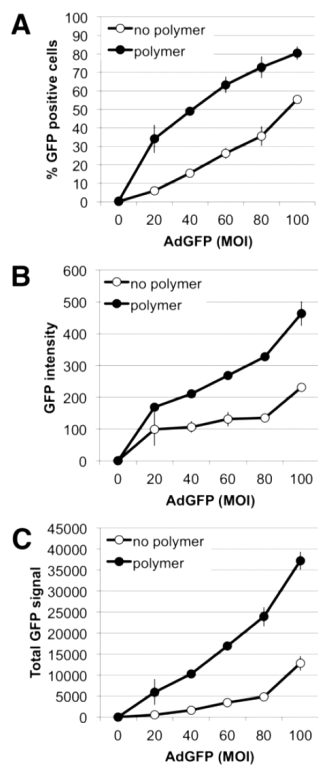 A
100
90
80
70
60
50
40
30
20
10
0
% GFP positive cells
no polymer
polymer
0 20 40 60 80 100
AdGFP (MOI)
B
600
500
400
300
200
100
0
GFP intensity
no polymer
polymer
0 20 40 60 80 100
AdGFP (MOI)
C
45000
40000
35000
30000
25000
20000
15000
10000
5000
0
Total GFP signal
no polymer
polymer
0 20 40 60 80 100
AdGFP (MOI)